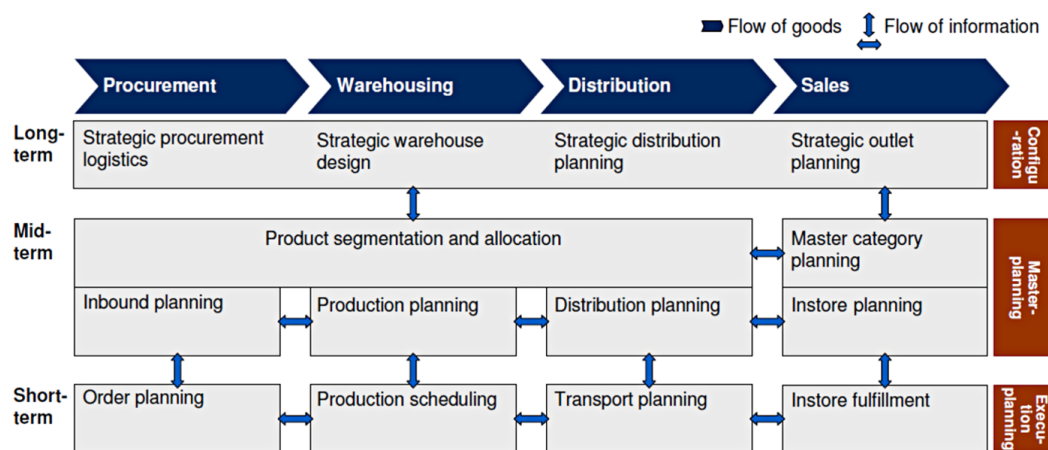 Flow of goods
Flow of information
Procurement
Warehousing
Distribution
Sales
Long-
term
Strategic procurement
logistics
Strategic warehouse
design
Strategic distribution
planning
Strategic outlet
planning
Configu
-ration
Mid-
term
Product segmentation and allocation
Master category
planning
Inbound planning
Production planning
Distribution planning
Instore planning
Master-
planning
Short-
term
Order planning
Production scheduling
Transport planning
Instore fulfillment
Execu-
tion
planning